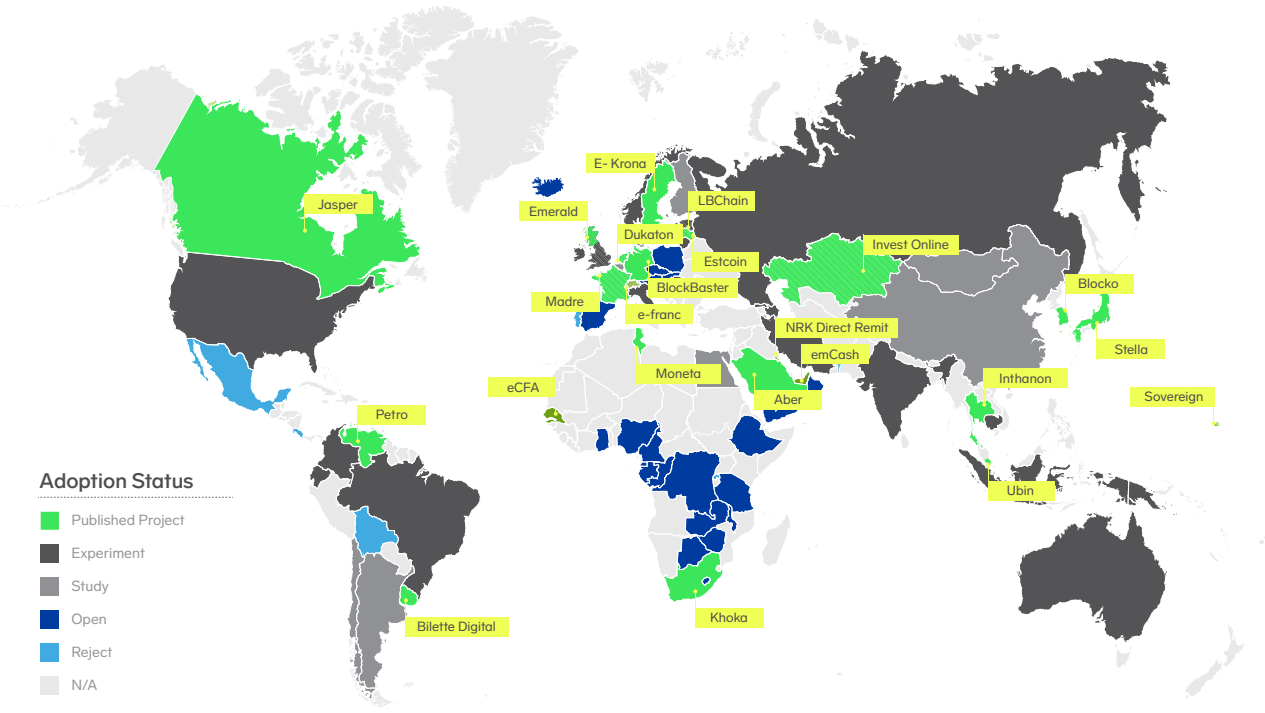 E- Krona
LBChain
Jasper
Emerald
Dukaton
Invest Online
Estcoin
Blocko
BlockBaster
Madre
e-franc
NRK Direct Remit
Stella
emCash
Moneta
Inthanon
eCFA
Aber
Sovereign
Petro
Adoption Status
Ubin
Published Project
Experiment
Study
Open
Khoka
Bilette Digital
Reject
N/A